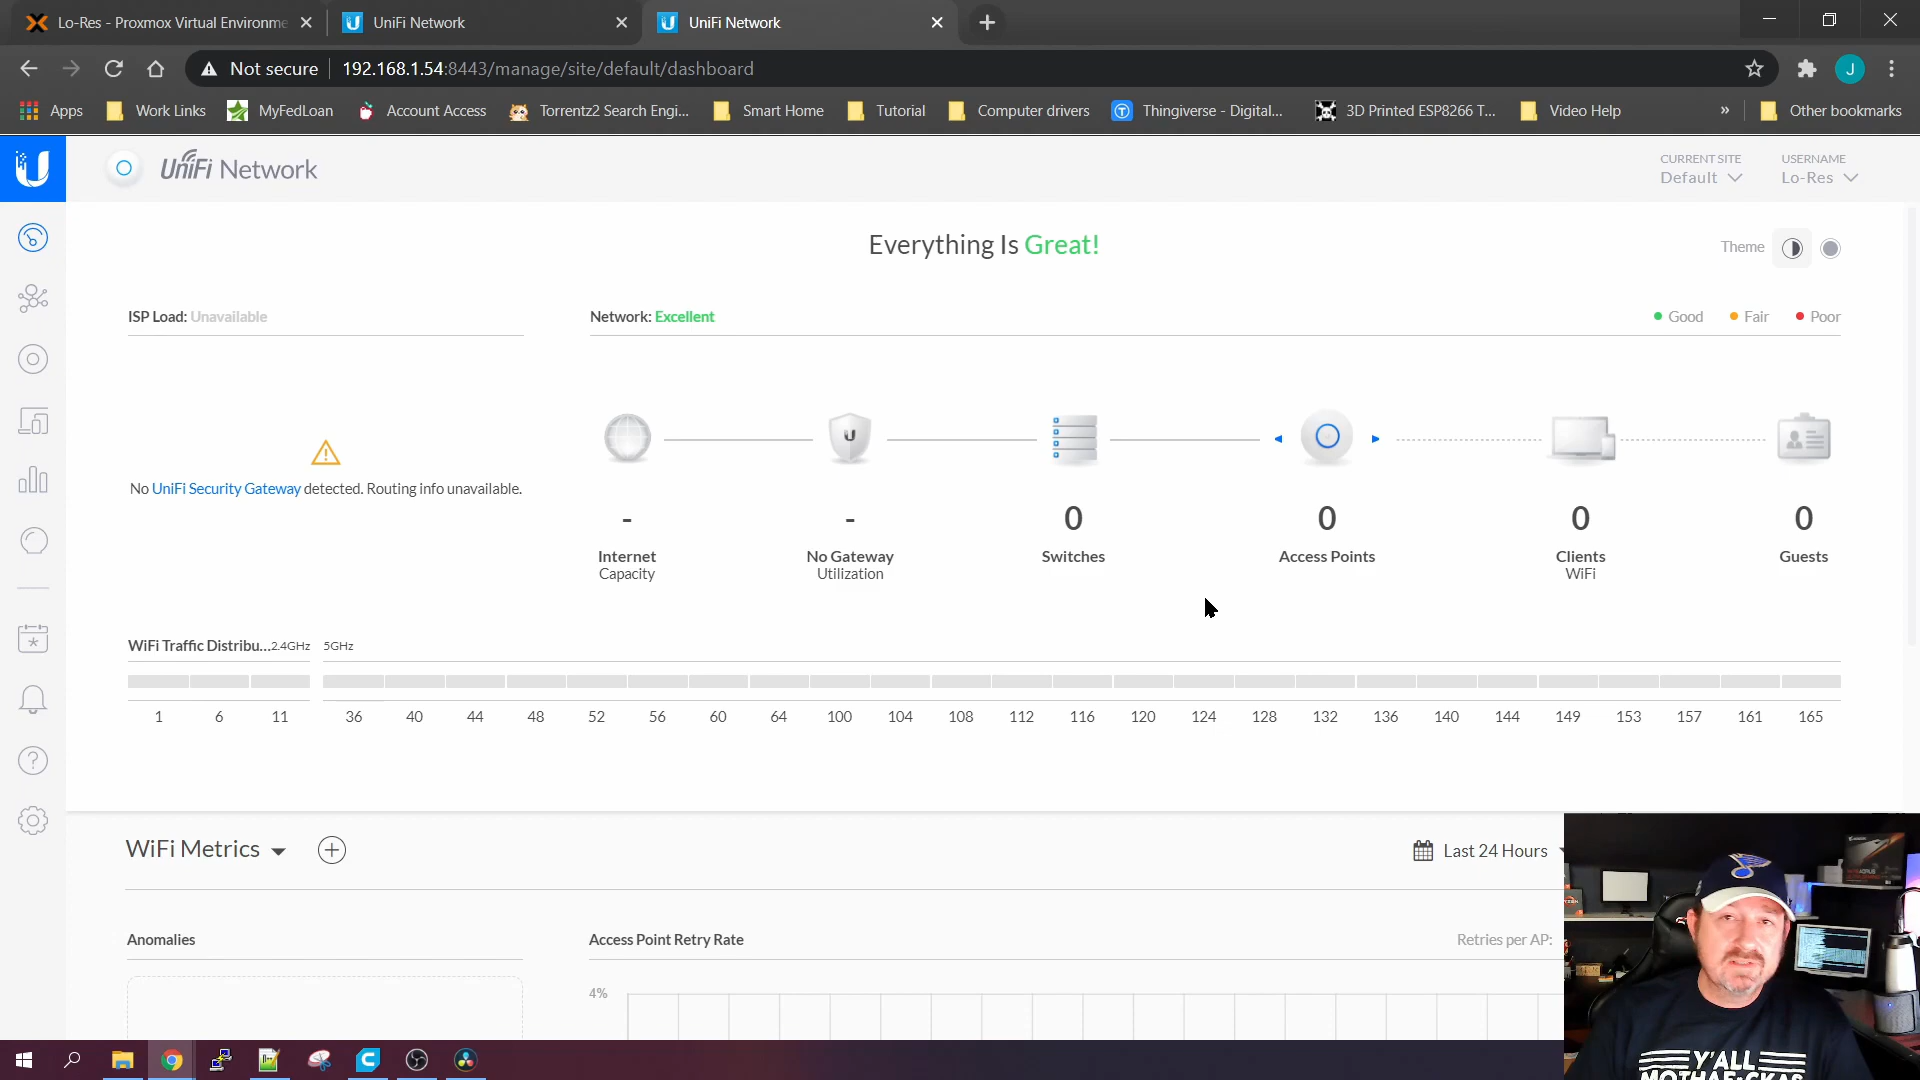 Lo-Res - Proxmox Virtual Environme
UniFi Network
UniFi Network
Not secure
192.168.1.54:8443/manage/site/default/dashboard
J
Apps
Work Links
MyFedLoan
Account Access
Torrentz2 Search Engi...
Smart Home
Tutorial
Computer drivers
Thingiverse - Digital...
3D Printed ESP8266 T...
Video Help
»
Other bookmarks
UniFi Network
CURRENT SITE
Default
USERNAME
Lo-Res
Everything Is Great!
Theme
ISP Load: Unavailable
Network: Excellent
Good
Fair
Poor
No UniFi Security Gateway detected. Routing info unavailable.
- - 0 0 0 0
Internet
Capacity
No Gateway
Utilization
Switches
Access Points
Clients
WiFi
Guests
WiFi Traffic Distribu...2.4GHz 5GHz
1 6 11 36 40 44 48 52 56 60 64 100 104 108 112 116 120 124 128 132 136 140 144 149 153 157 161 165
WiFi Metrics
Last 24 Hours
Anomalies
Access Point Retry Rate
Retries per AP:
4%
Y'ALL
MOTHAF*CKAS